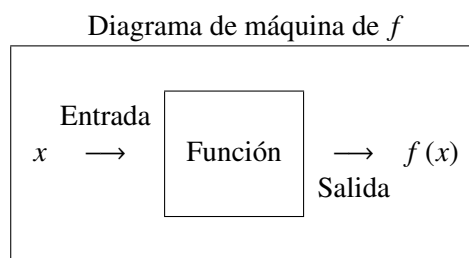 Diagrama de máquina de f
Entrada
x ⟶ Función ⟶ f (x)
Salida